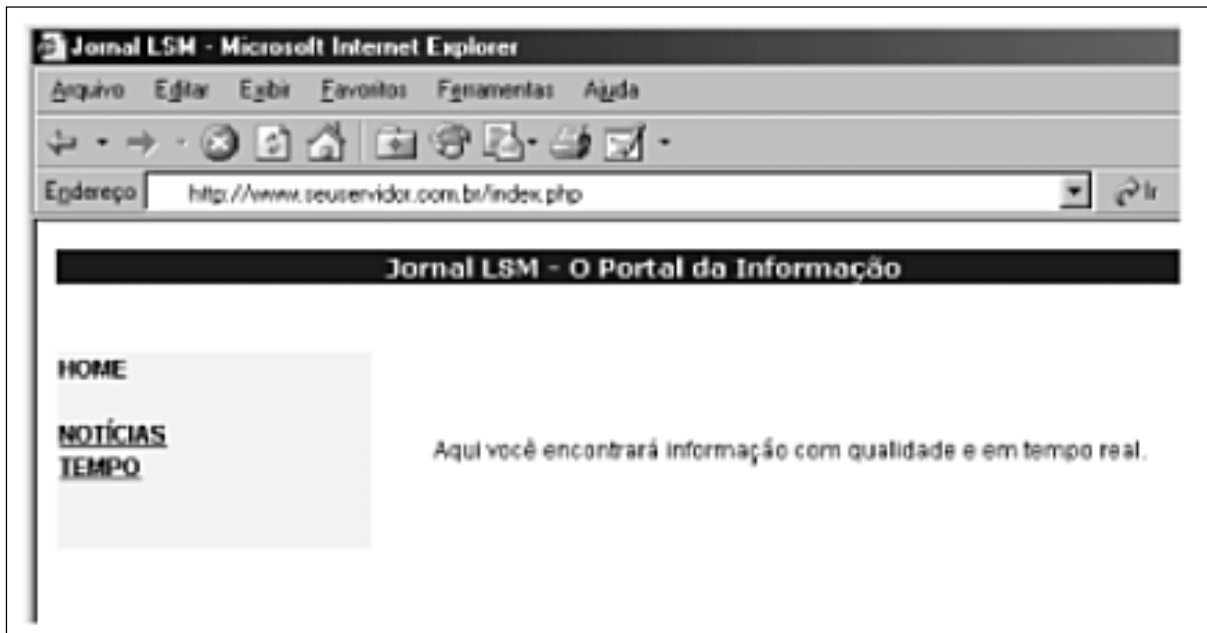 Jornal LSM - Microsoft Internet Explorer
Arquivo Editar Exibir Favoritos Ferramentas Ajuda
Endereço http://www.seuservidor.com.br/index.php Ir
Jornal LSM - O Portal da Informação
HOME
NOTÍCIAS
TEMPO
Aqui você encontrará informação com qualidade e em tempo real.